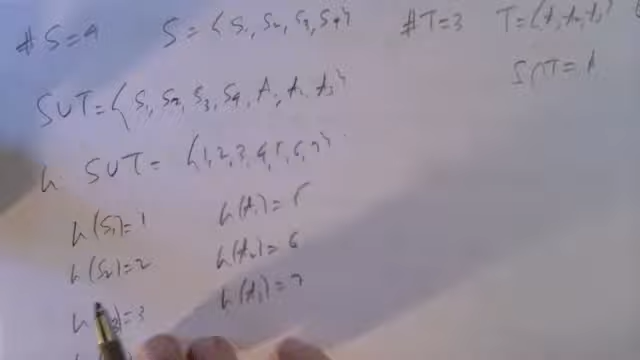 #S=4 S={S₁, S₂, S₃, S₄} #T=3 T={t₁, t₂, t₃}
S∩T=
S∪T={S₁, S₂, S₃, S₄, t₁, t₂, t₃}
h S∪T= {1,2,3,4,5,6,7}
h(S₁)=1 h(t₁)=5
h(S₂)=2 h(t₂)=6
h(S₃)=3 h(t₃)=7